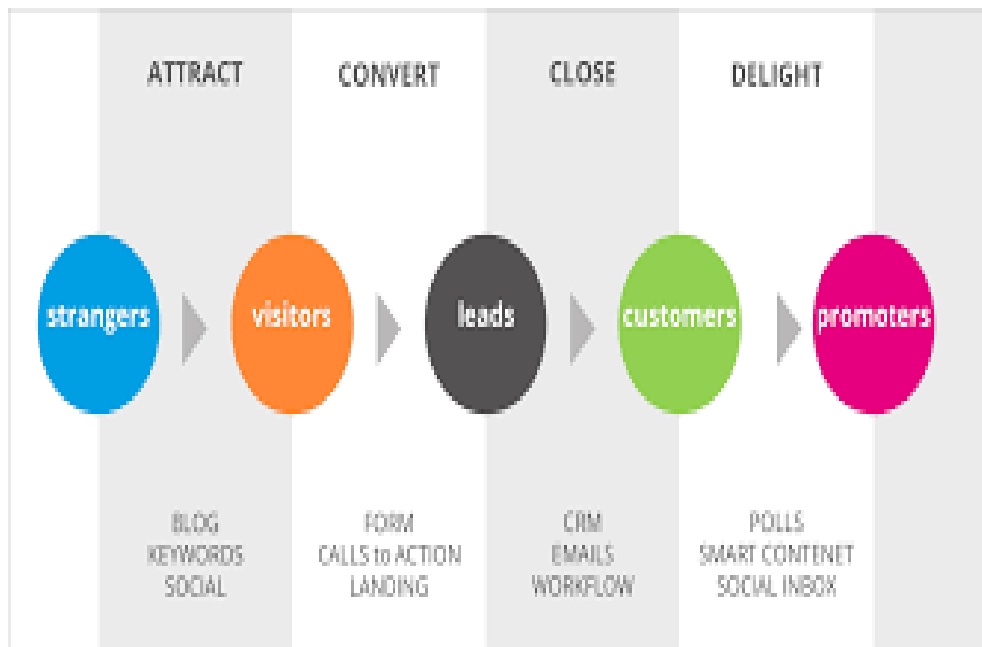 ATTRACT CONVERT CLOSE DELIGHT
strangers visitors leads customers promoters
BLOG
KEYWORDS
SOCIAL
FORM
CALLS to ACTION
LANDING
CRM
EMAILS
WORKFLOW
POLLS
SMART CONTENET
SOCIAL INBOX